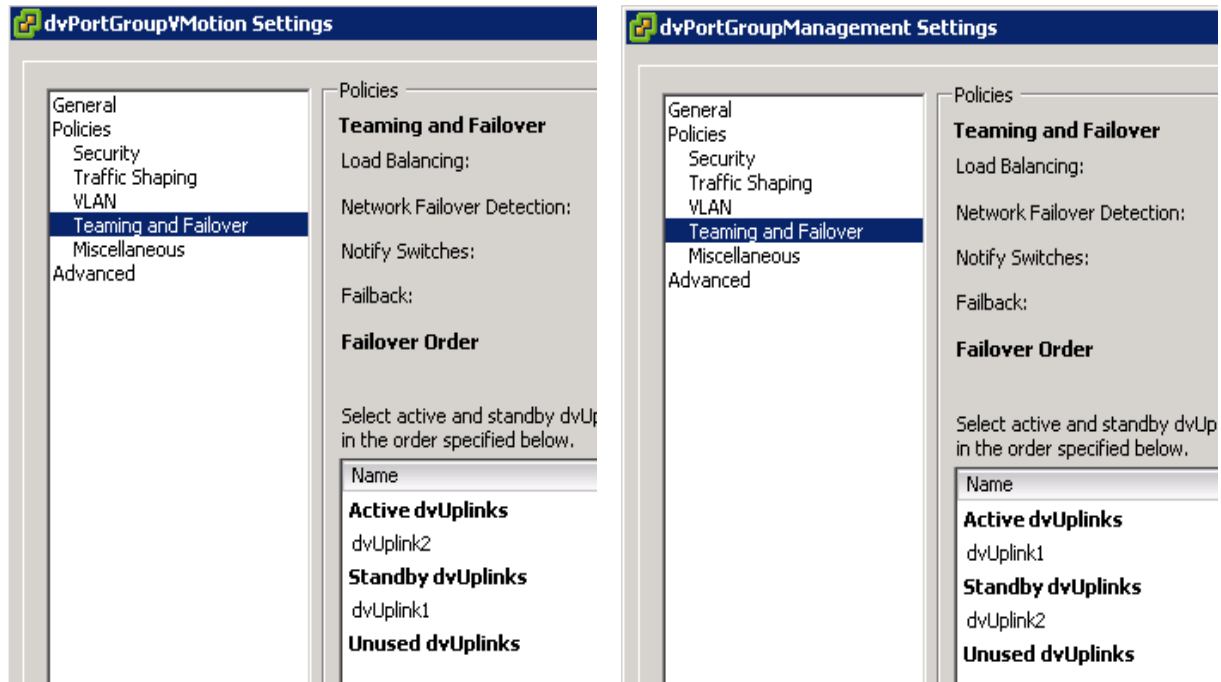 dvPortGroupVMotion Settings
General
Policies
Security
Traffic Shaping
VLAN
Teaming and Failover
Miscellaneous
Advanced
Policies
Teaming and Failover
Load Balancing:
Network Failover Detection:
Notify Switches:
Failback:
Failover Order
Select active and standby dvUp
in the order specified below.
Name
Active dvUplinks
dvUplink2
Standby dvUplinks
dvUplink1
Unused dvUplinks
dvPortGroupManagement Settings
General
Policies
Security
Traffic Shaping
VLAN
Teaming and Failover
Miscellaneous
Advanced
Policies
Teaming and Failover
Load Balancing:
Network Failover Detection:
Notify Switches:
Failback:
Failover Order
Select active and standby dvUp
in the order specified below.
Name
Active dvUplinks
dvUplink1
Standby dvUplinks
dvUplink2
Unused dvUplinks